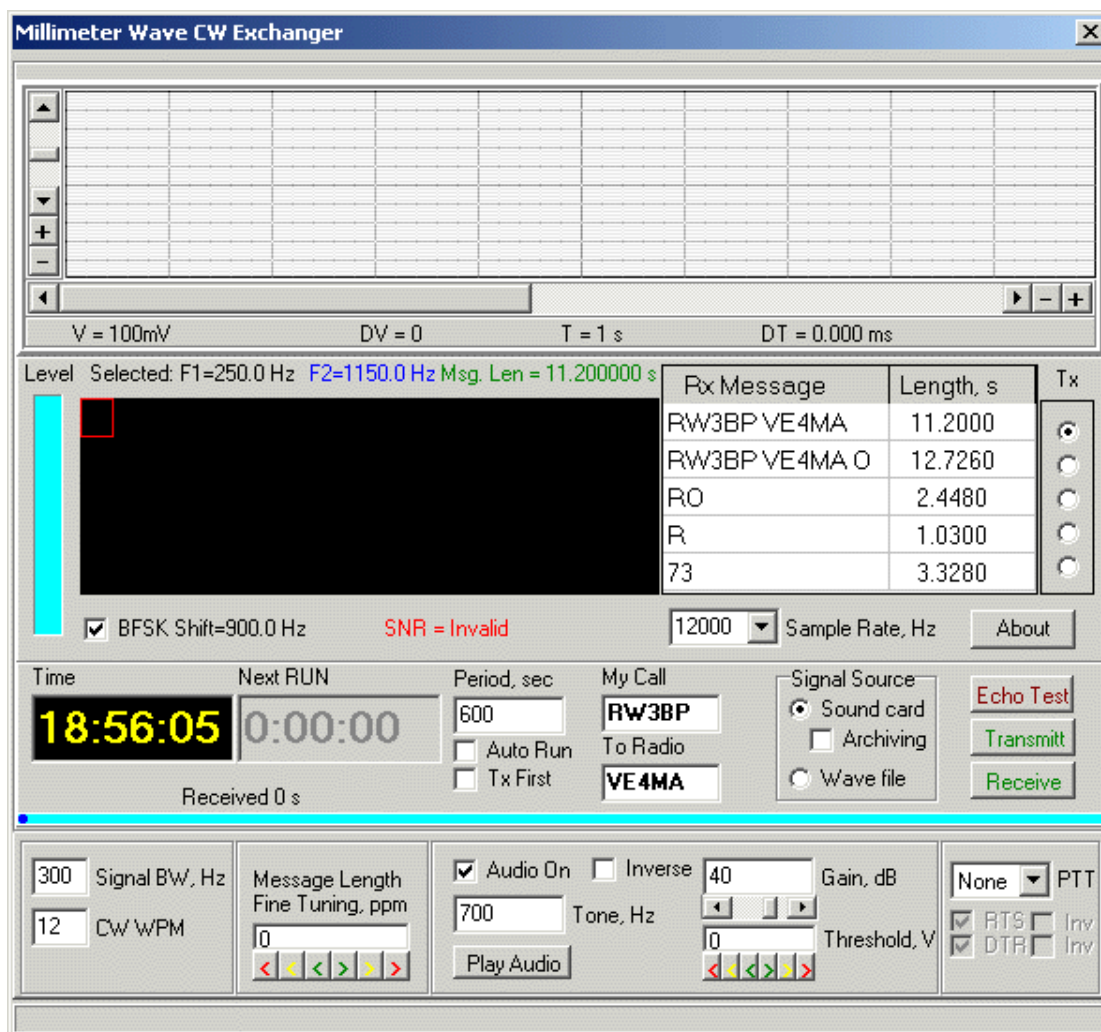 Millimeter Wave CW Exchanger
+
−
− +
V = 100mV DV = 0 T = 1 s DT = 0.000 ms
Level Selected: F1=250.0 Hz F2=1150.0 Hz Msg. Len = 11.200000 s
Rx Message Length, s Tx
RW3BP VE4MA 11.2000
RW3BP VE4MA O 12.7260
RO 2.4480
R 1.0300
73 3.3280
BFSK Shift=900.0 Hz SNR = Invalid 12000 Sample Rate, Hz About
Time Next RUN Period, sec My Call Signal Source
18:56:05 0:00:00 600 RW3BP Sound card Echo Test
Auto Run To Radio Archiving Transmitt
Tx First VE4MA Wave file Receive
Received 0 s
300 Signal BW, Hz Message Length Audio On Inverse 40 Gain, dB None PTT
12 CW WPM Fine Tuning, ppm 700 Tone, Hz RTS Inv
0 0 Threshold, V DTR Inv
< < < > > > Play Audio < < < > > >